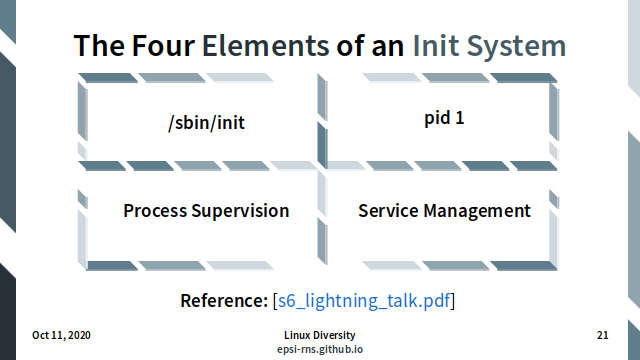 The Four Elements of an Init System
/sbin/init
pid 1
Process Supervision
Service Management
Reference: [s6_lightning_talk.pdf]
Oct 11, 2020
Linux Diversity
21
epsi-rns.github.io